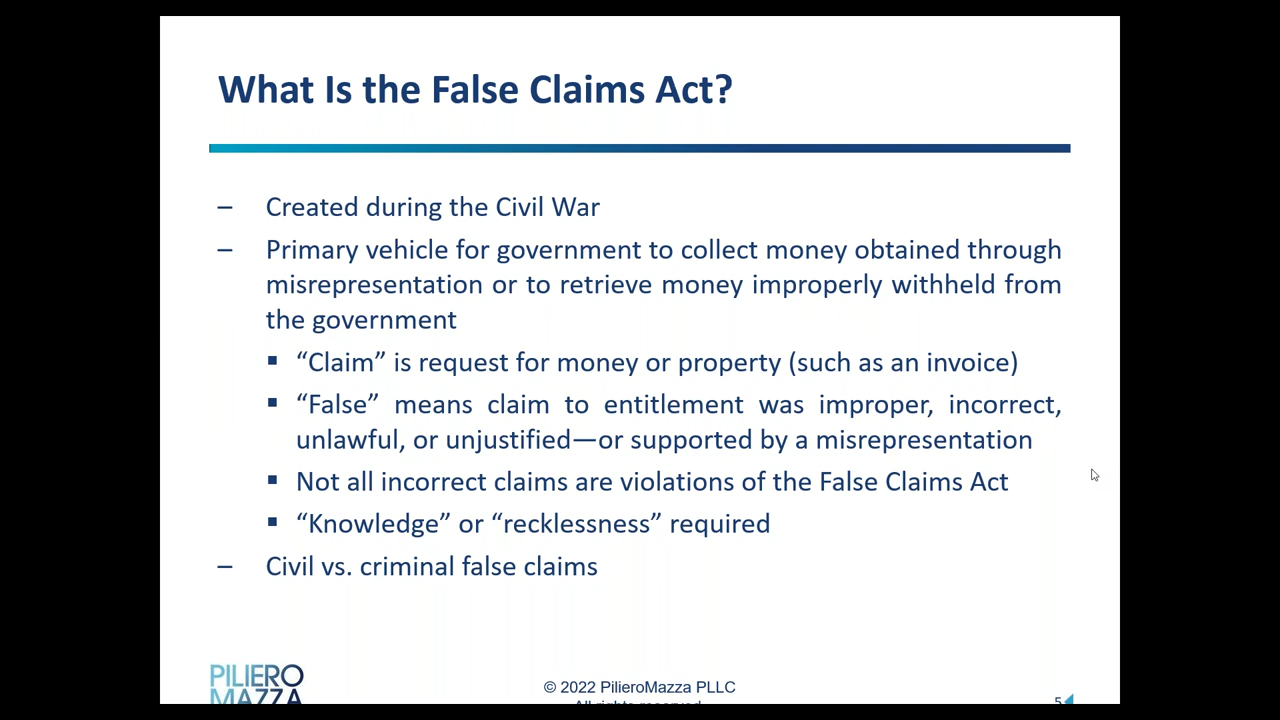 What Is the False Claims Act?
– Created during the Civil War
– Primary vehicle for government to collect money obtained through
misrepresentation or to retrieve money improperly withheld from
the government
▪ “Claim” is request for money or property (such as an invoice)
▪ “False” means claim to entitlement was improper, incorrect,
unlawful, or unjustified—or supported by a misrepresentation
▪ Not all incorrect claims are violations of the False Claims Act
▪ “Knowledge” or “recklessness” required
– Civil vs. criminal false claims
PILIERO
MAZZA
© 2022 PilieroMazza PLLC
All rights reserved
5